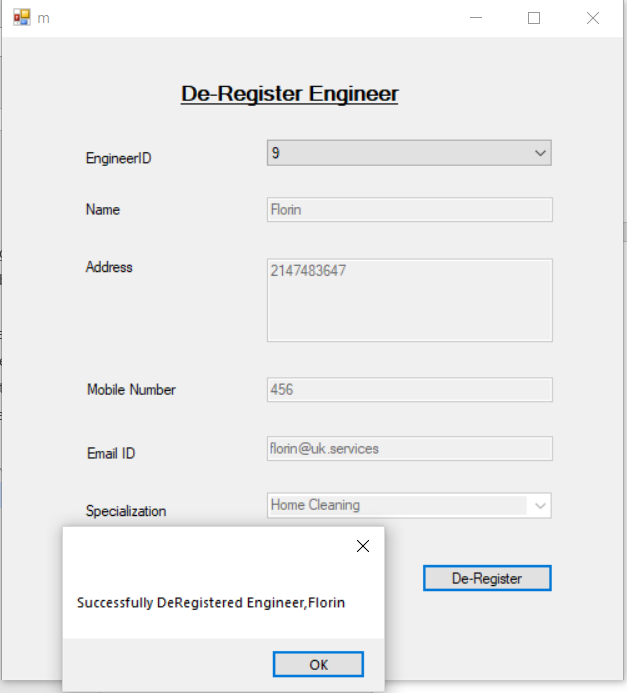 m
De-Register Engineer
EngineerID 9
Name Florin
Address 2147483647
Mobile Number 456
Email ID florin@uk.services
Specialization Home Cleaning
De-Register
Successfully DeRegistered Engineer,Florin
OK